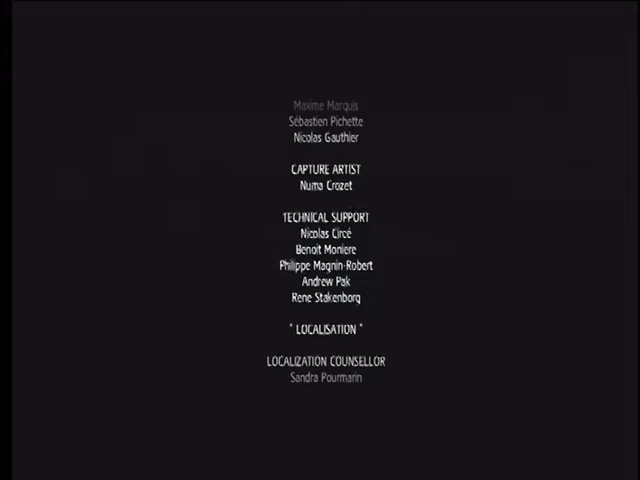 Maxime Marquis
Sébastien Pichette
Nicolas Gauthier
CAPTURE ARTIST
Numa Crozet
TECHNICAL SUPPORT
Nicolas Circé
Benoit Moniere
Philippe Magnin-Robert
Andrew Pak
Rene Stakenborg
* LOCALISATION *
LOCALIZATION COUNSELLOR
Sandra Pourmarin